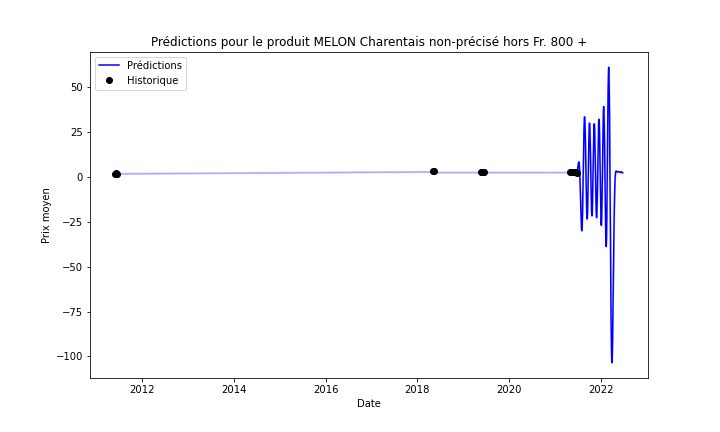 Prédictions pour le produit MELON Charentais non-précisé hors Fr. 800 +
Prédictions
Historique
50
25
0
−25
−50
−75
−100
Prix moyen
2012 2014 2016 2018 2020 2022
Date